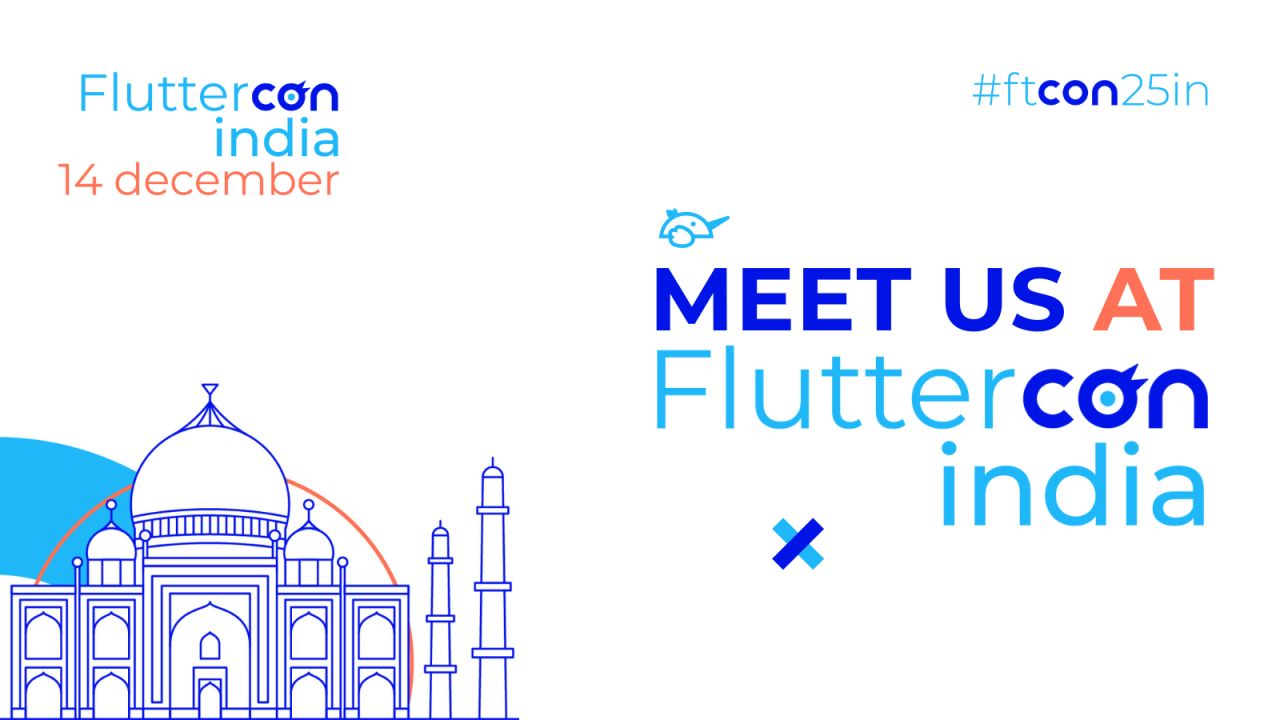 Fluttercon
india
14 december
#ftcon25in
MEET US AT
Fluttercon
india